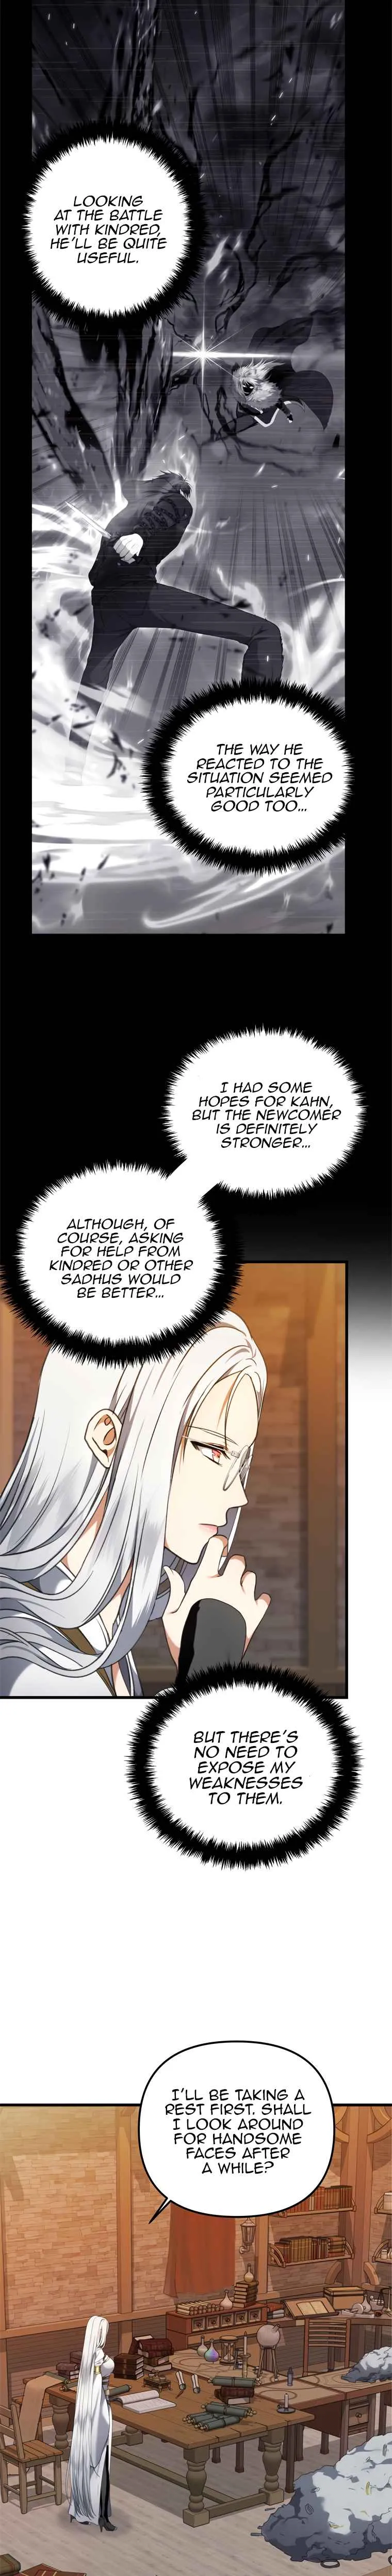 LOOKING
AT THE BATTLE
WITH KINDRED,
HE'LL BE QUITE
USEFUL.
THE WAY HE
REACTED TO THE
SITUATION SEEMED
PARTICULARLY
GOOD TOO...
I HAD SOME
HOPES FOR KAHN,
BUT THE NEWCOMER
IS DEFINITELY
STRONGER...
ALTHOUGH, OF
COURSE, ASKING
FOR HELP FROM
KINDRED OR OTHER
SADHUS WOULD
BE BETTER...
BUT THERE'S
NO NEED TO
EXPOSE MY
WEAKNESSES
TO THEM.
I'LL BE TAKING A
REST FIRST. SHALL
I LOOK AROUND
FOR HANDSOME
FACES AFTER
A WHILE?